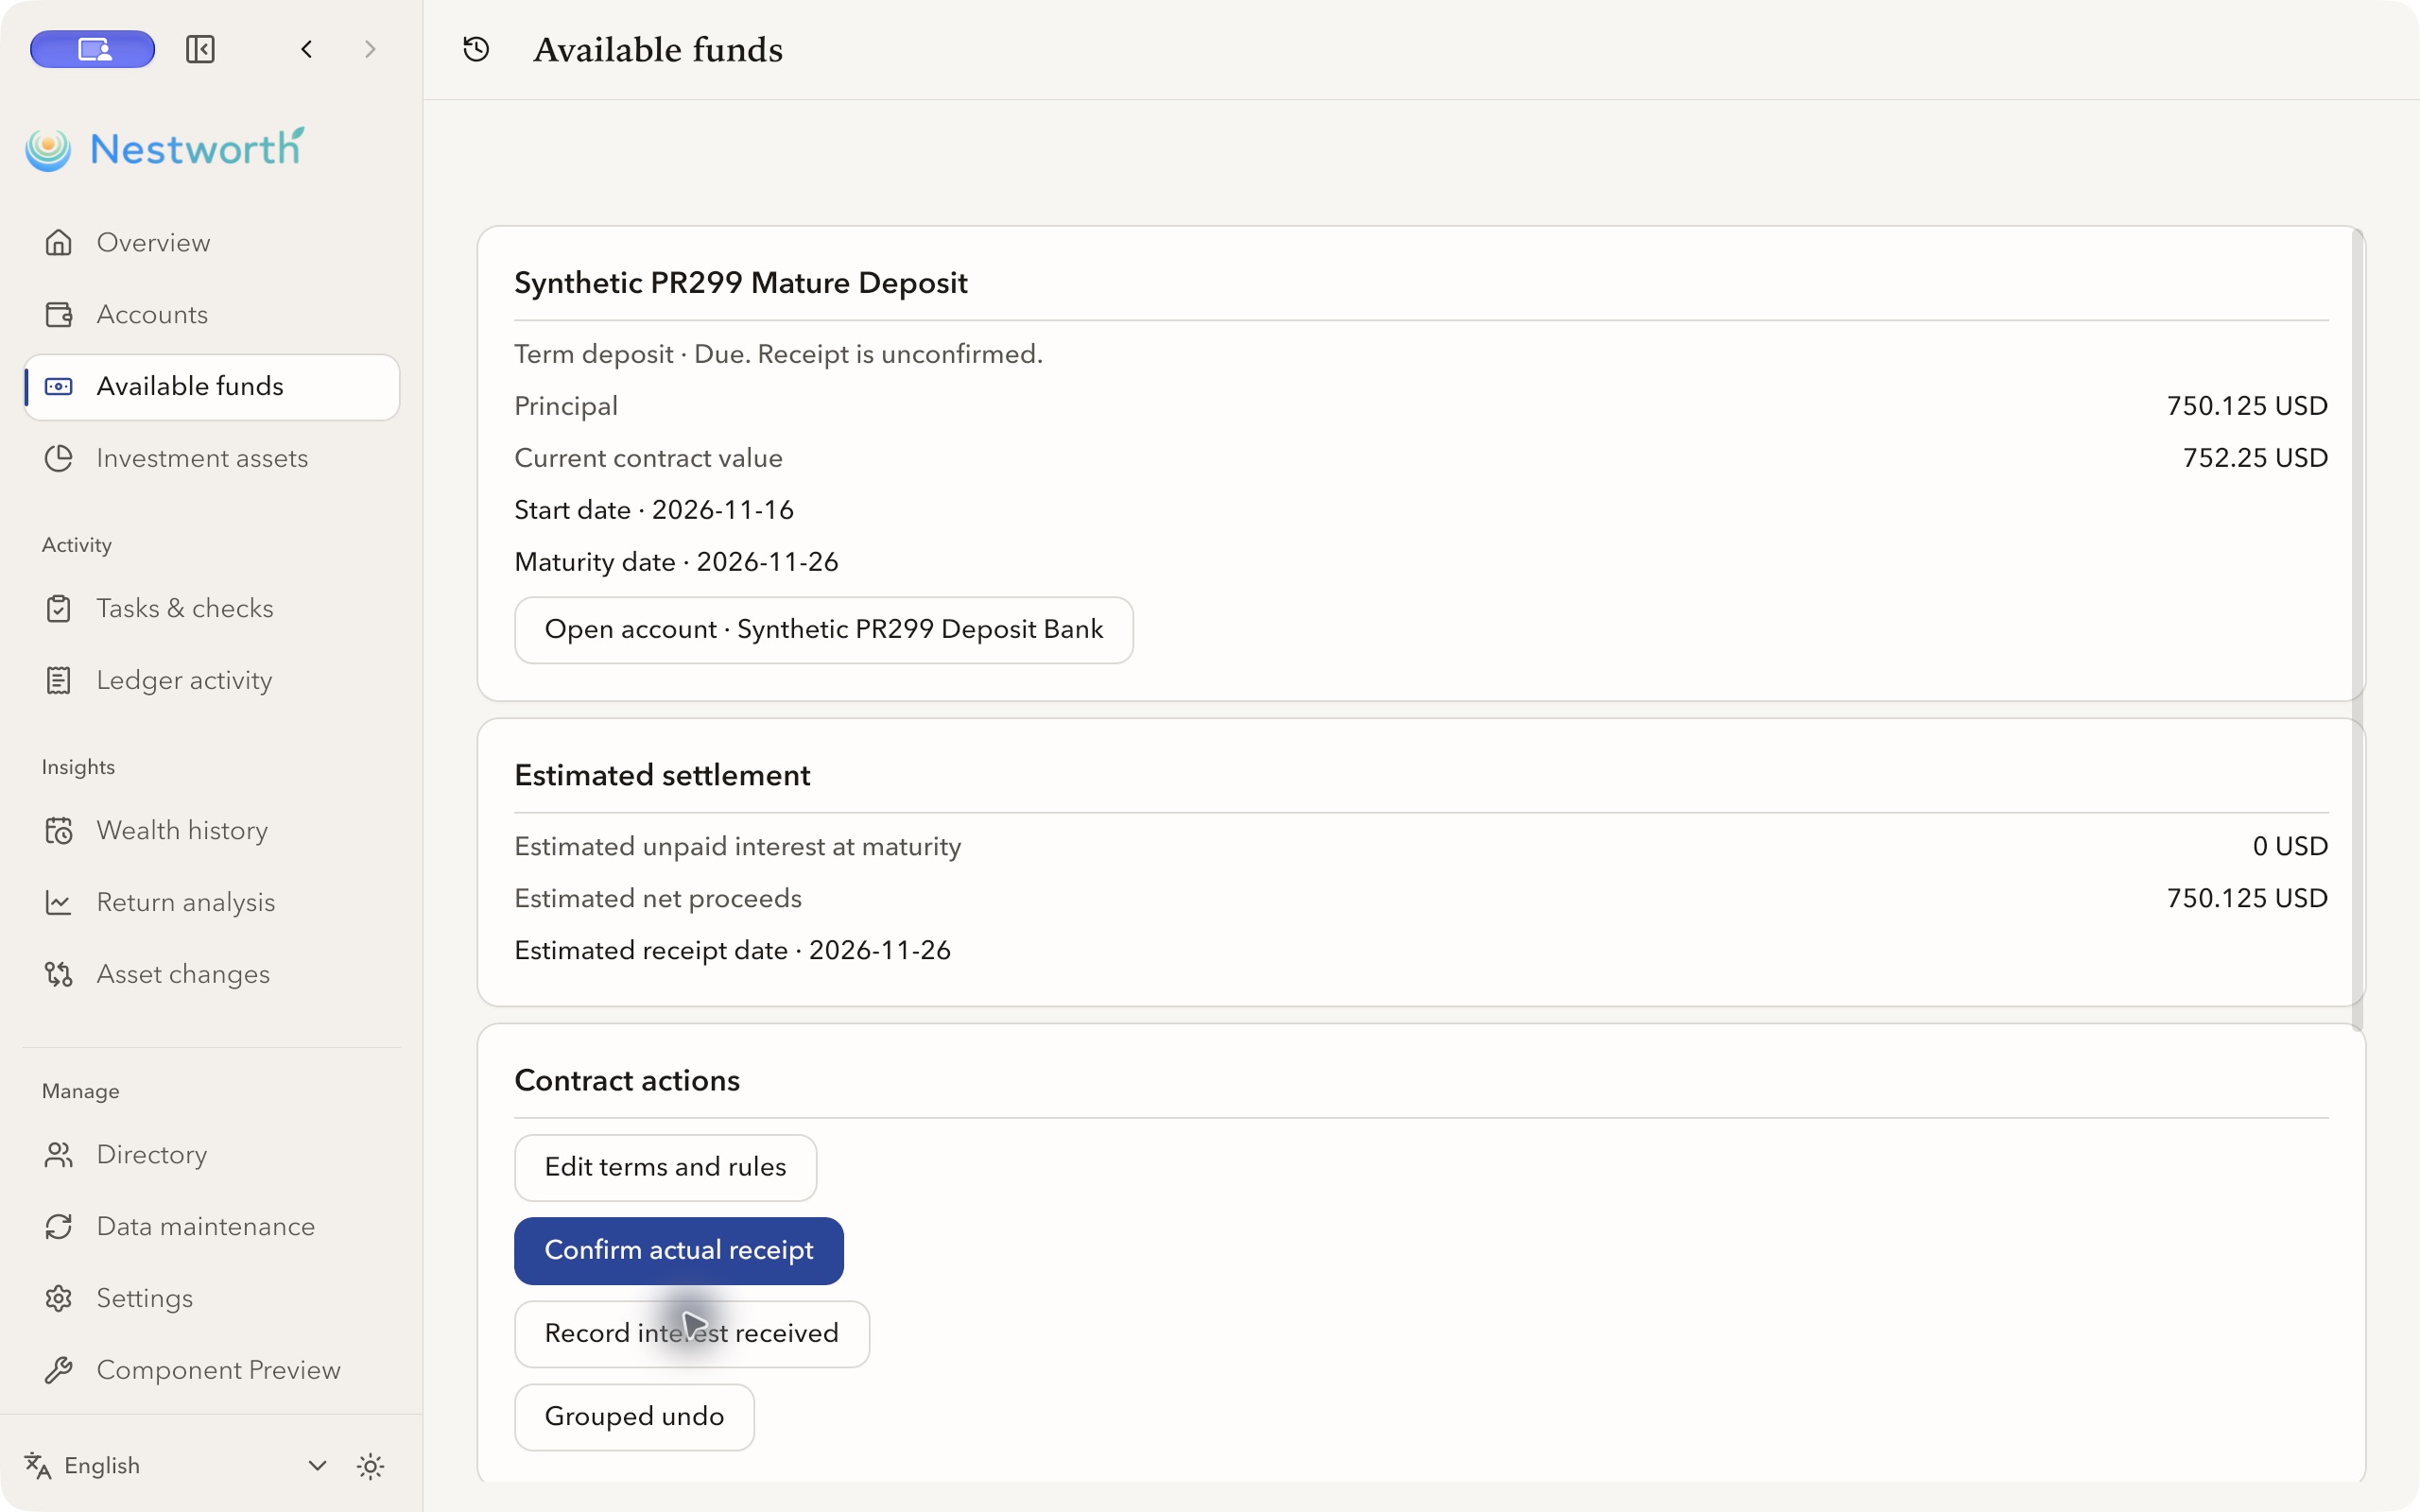 Nestworth
Overview
Accounts
Available funds
Investment assets
Activity
Tasks & checks
Ledger activity
Insights
Wealth history
Return analysis
Asset changes
Manage
Directory
Data maintenance
Settings
Component Preview
English
Available funds
Synthetic PR299 Mature Deposit
Term deposit · Due. Receipt is unconfirmed.
Principal 750.125 USD
Current contract value 752.25 USD
Start date · 2026-11-16
Maturity date · 2026-11-26
Open account · Synthetic PR299 Deposit Bank
Estimated settlement
Estimated unpaid interest at maturity 0 USD
Estimated net proceeds 750.125 USD
Estimated receipt date · 2026-11-26
Contract actions
Edit terms and rules
Confirm actual receipt
Record interest received
Grouped undo